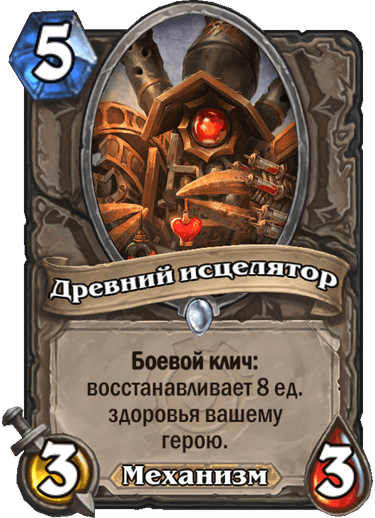 5
Древний исцелятор
Боевой клич:
восстанавливает 8 ед.
здоровья вашему
герою.
3
Механизм
3